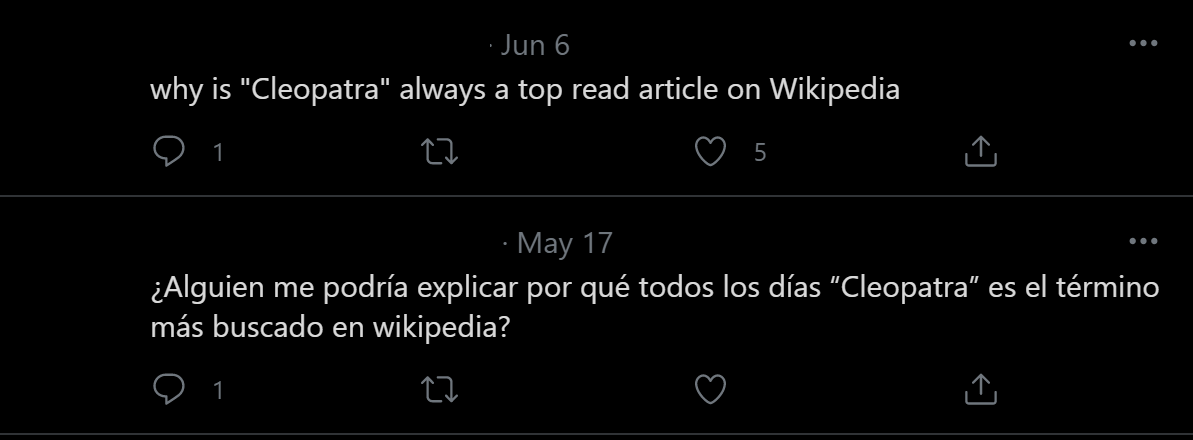 · Jun 6
why is "Cleopatra" always a top read article on Wikipedia
1 5
· May 17
¿Alguien me podría explicar por qué todos los días “Cleopatra” es el término
más buscado en wikipedia?
1